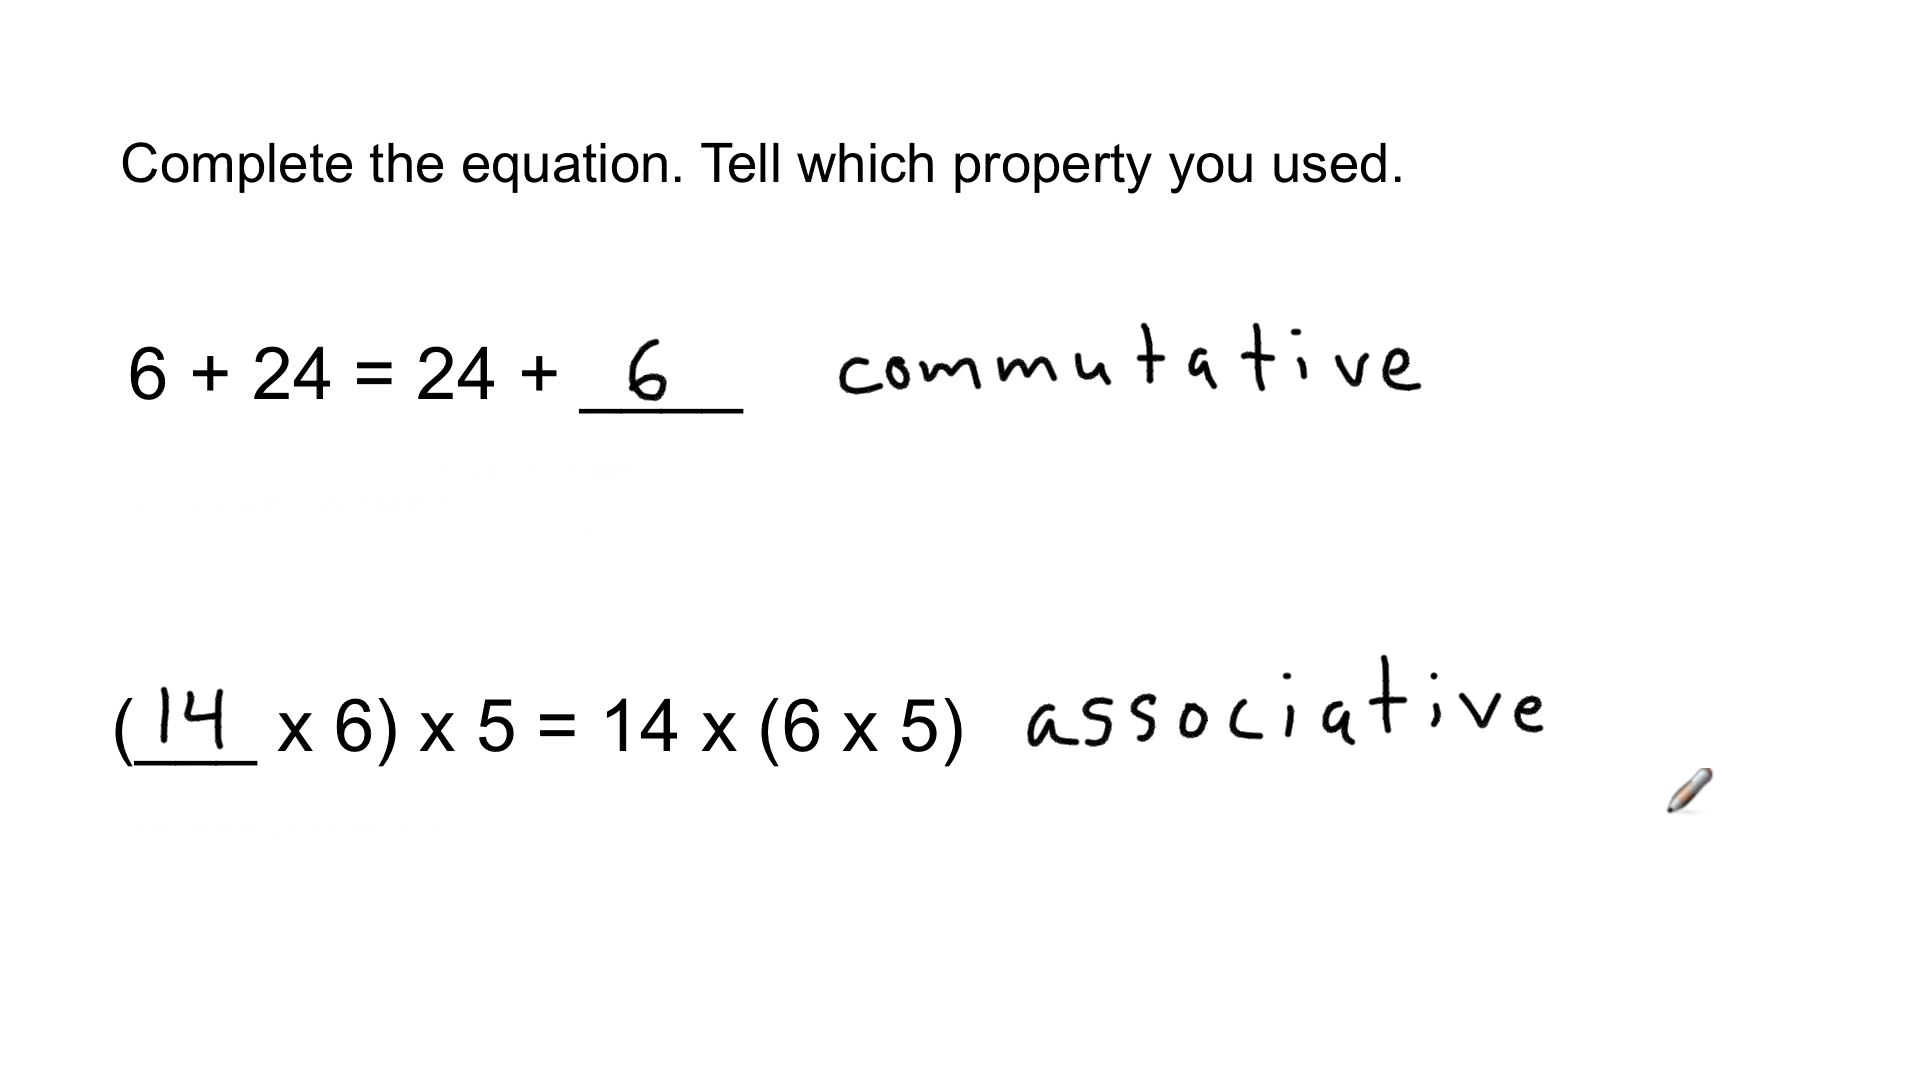 Complete the equation. Tell which property you used.
6 + 24 = 24 + 6 commutative
(14 x 6) x 5 = 14 x (6 x 5) associative